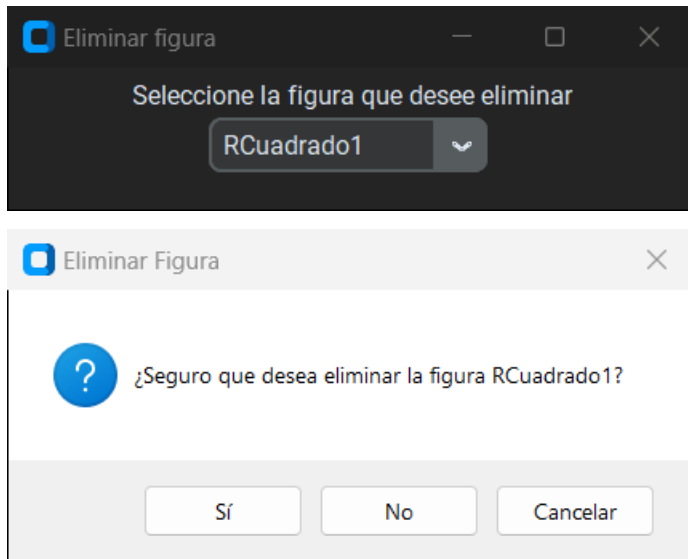 Eliminar figura
Seleccione la figura que desee eliminar
RCuadrado1
Eliminar Figura
?
¿Seguro que desea eliminar la figura RCuadrado1?
Sí No Cancelar